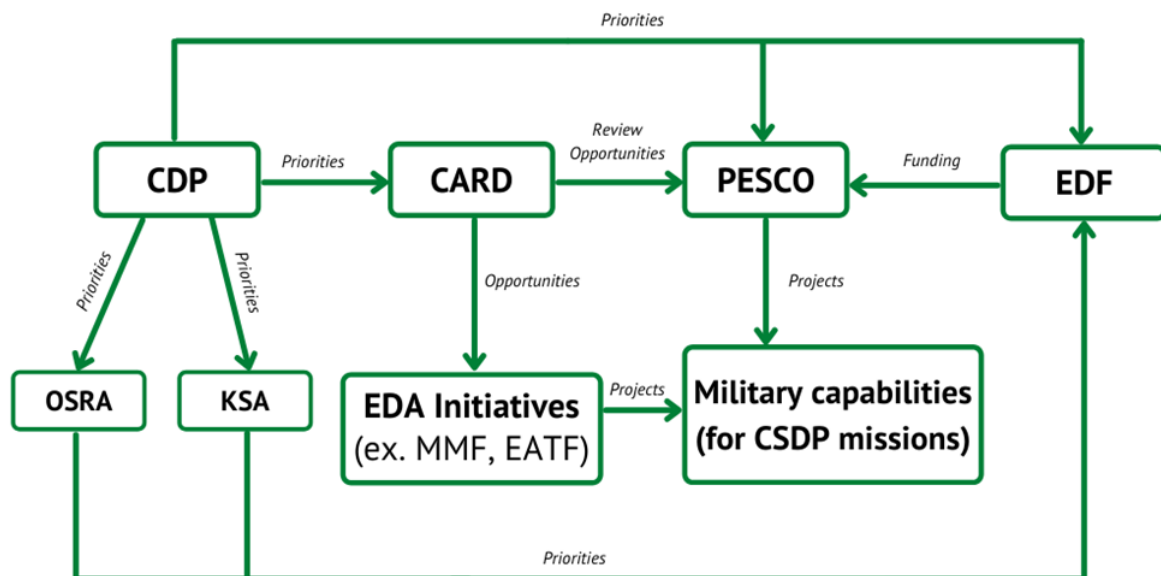 Priorities
CDP
Priorities
CARD
Review
Opportunities
PESCO
Funding
EDF
Priorities
Priorities
Opportunities
Projects
OSRA
KSA
EDA Initiatives
(ex. MMF, EATF)
Projects
Military capabilities
(for CSDP missions)
Priorities